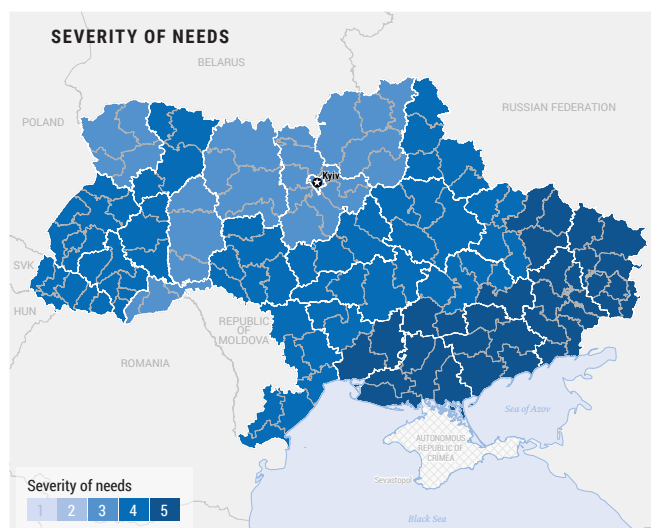 SEVERITY OF NEEDS
BELARUS
RUSSIAN FEDERATION
POLAND
Kyiv
SVK
HUN
REPUBLIC
OF
MOLDOVA
ROMANIA
Sea of Azov
AUTONOMOUS
REPUBLIC OF
CRIMEA
Sevastopol
Severity of needs
1 2 3 4 5
Black Sea